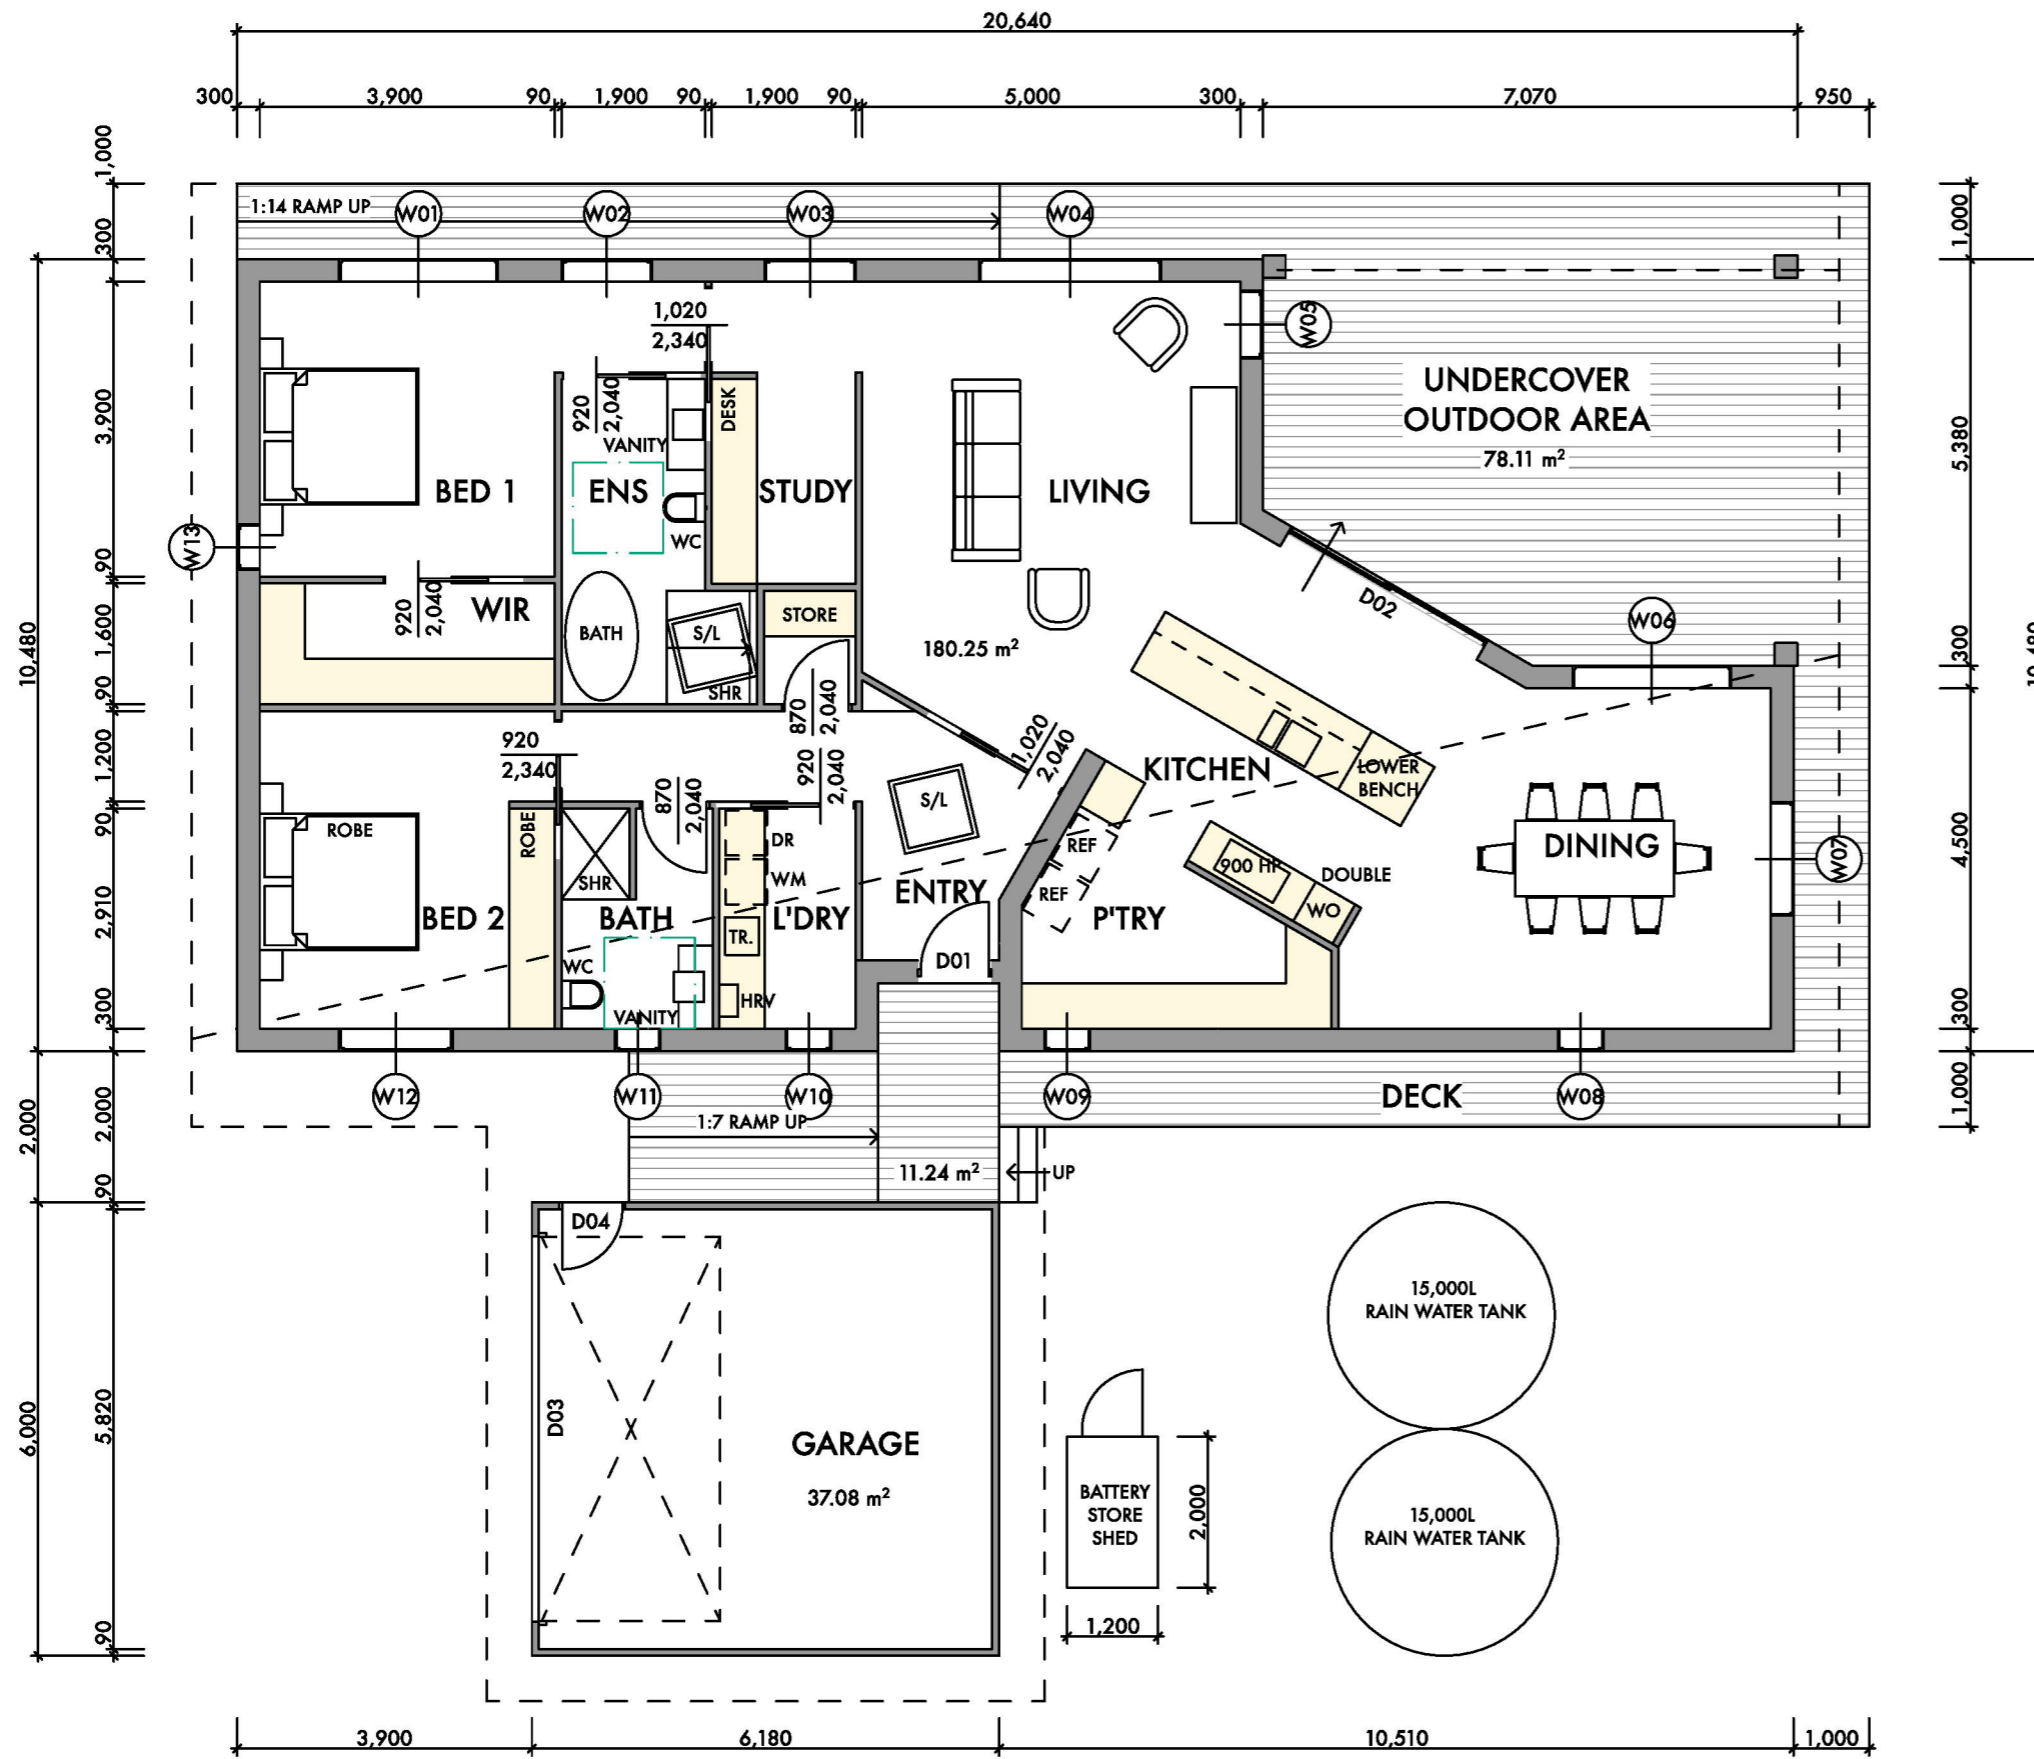 20,640
300 3,900 90 1,900 90 1,900 90 5,000 300 7,070 950
1,000
300
3,900
90
1,600
90
1,200
90
2,910
300
2,000
90
5,820
90
10,480
2,000
6,000
1,000
5,380
300
4,500
300
1,000
1:14 RAMP UP
W01
W02
W03
W04
W05
1,020
2,340
920
2,040
VANITY
DESK
UNDERCOVER
OUTDOOR AREA
78.11 m²
BED 1
ENS
STUDY
LIVING
WC
W13
D02
920
2,040
WIR
BATH
S/L
SHR
STORE
180.25 m²
W06
870
2,040
920
2,340
920
2,040
1,020
2,040
870
2,040
KITCHEN
LOWER
BENCH
S/L
ROBE
ROBE
DR
WM
SHR
REF
REF
900 HP
DOUBLE
WO
DINING
W07
BED 2
BATH
L'DRY
ENTRY
P'TRY
TR.
WC
D01
HRV
VANITY
W12
W11
W10
W09
DECK
W08
1:7 RAMP UP
11.24 m²
UP
D04
D03
GARAGE
37.08 m²
15,000L
RAIN WATER TANK
BATTERY
STORE
SHED
2,000
1,200
15,000L
RAIN WATER TANK
3,900 6,180 10,510 1,000